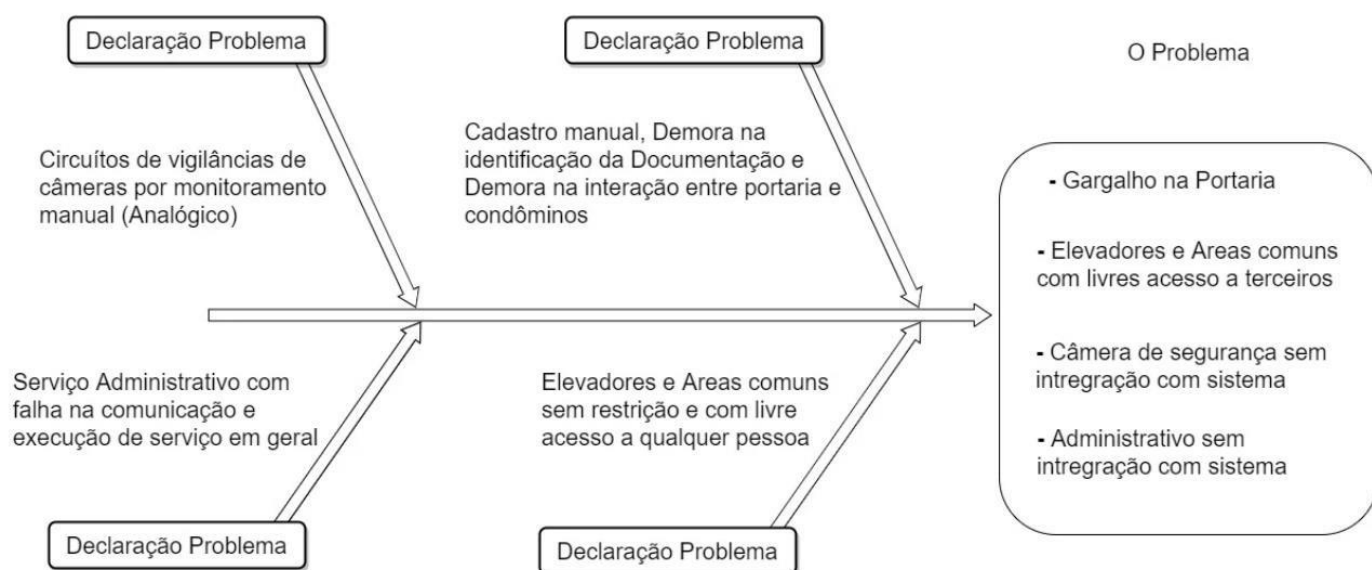 Declaração Problema
Declaração Problema
O Problema
Circuítos de vigilâncias de
câmeras por monitoramento
manual (Analógico)
Cadastro manual, Demora na
identificação da Documentação e
Demora na interação entre portaria e
condôminos
- Gargalho na Portaria
- Elevadores e Areas comuns
com livres acesso a terceiros
- Câmera de segurança sem
intregração com sistema
- Administrativo sem
intregração com sistema
Serviço Administrativo com
falha na comunicação e
execução de serviço em geral
Elevadores e Areas comuns
sem restrição e com livre
acesso a qualquer pessoa
Declaração Problema
Declaração Problema